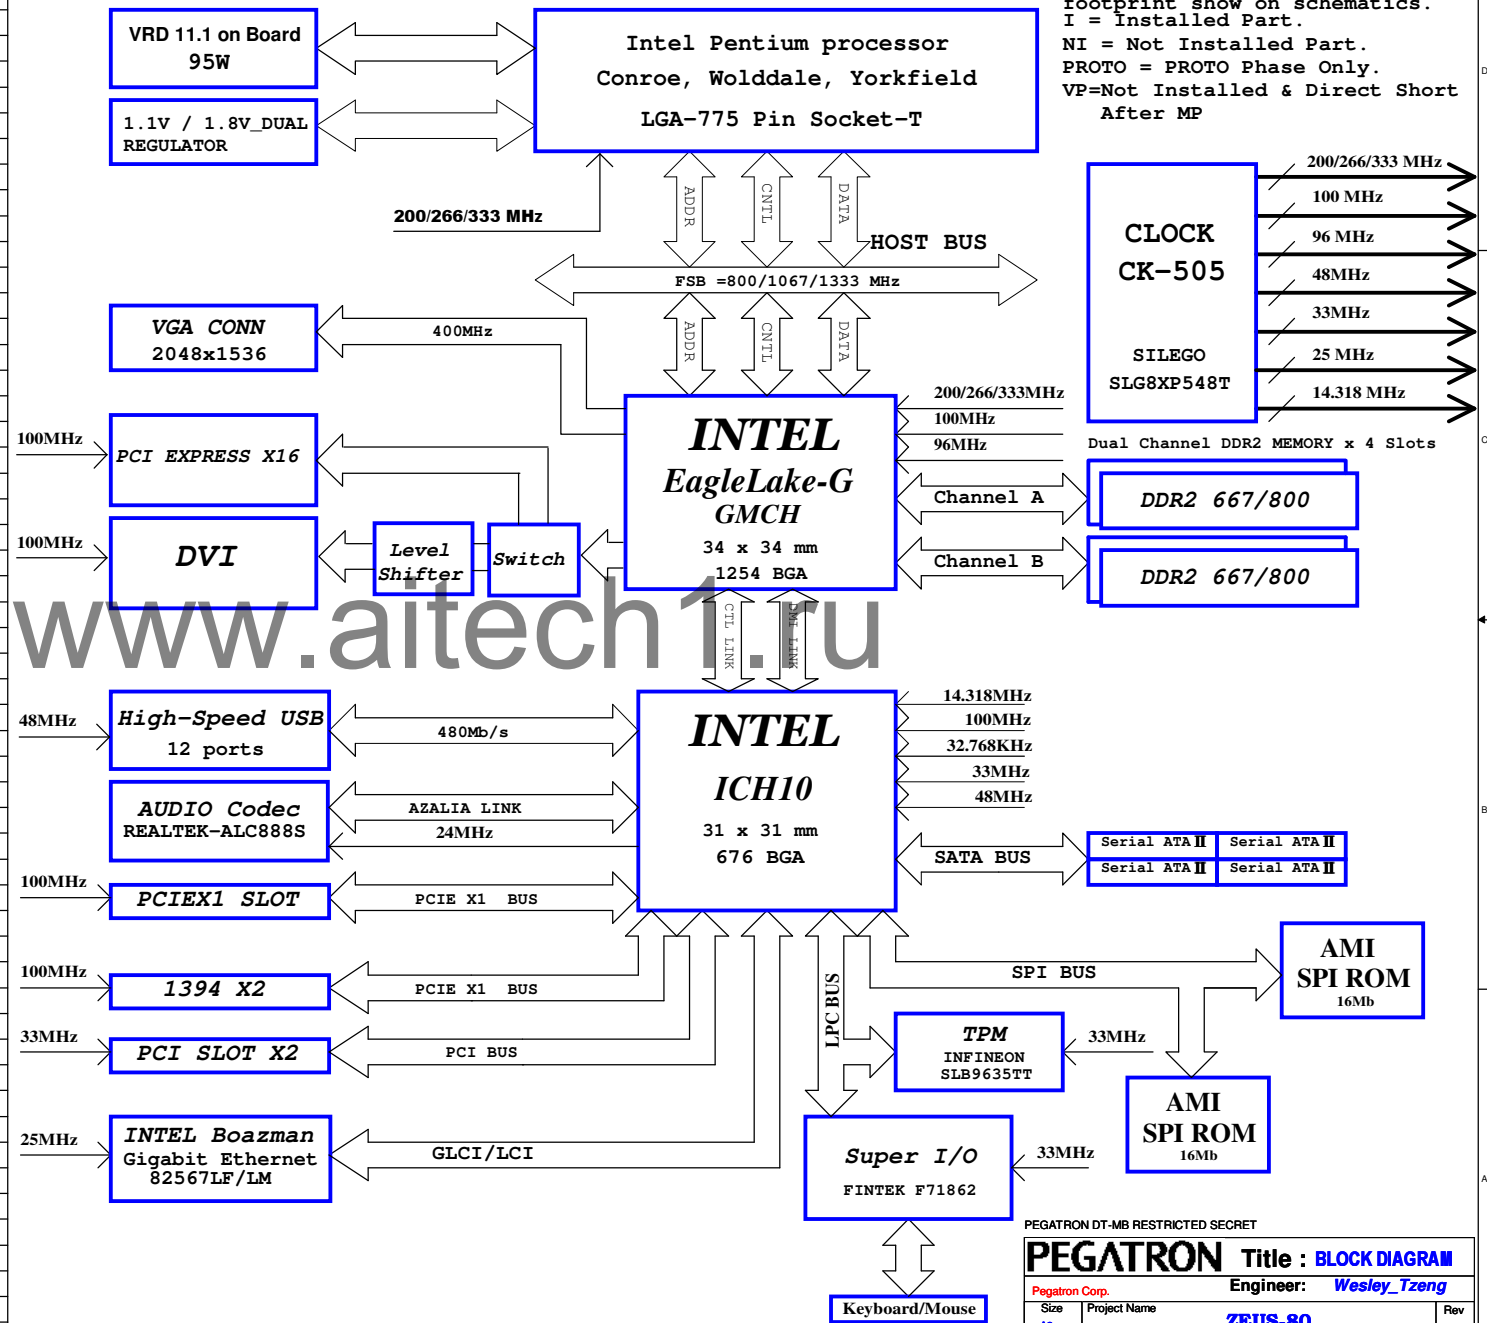 footprint show on schematics.
I = Installed Part.
NI = Not Installed Part.
PROTO = PROTO Phase Only.
VP=Not Installed & Direct Short
After MP
VRD 11.1 on Board
95W
1.1V / 1.8V_DUAL
REGULATOR
Intel Pentium processor
Conroe, Wolddale, Yorkfield
LGA-775 Pin Socket-T
200/266/333 MHz
ADDR
CNTL
DATA
HOST BUS
FSB =800/1067/1333 MHz
ADDR
CNTL
DATA
CLOCK
CK-505
SILEGO
SLG8XP548T
200/266/333 MHz
100 MHz
96 MHz
48MHz
33MHz
25 MHz
14.318 MHz
VGA CONN
2048x1536
400MHz
100MHz
PCI EXPRESS X16
100MHz
DVI
Level
Shifter
Switch
INTEL
EagleLake-G
GMCH
34 x 34 mm
1254 BGA
200/266/333MHz
100MHz
96MHz
Dual Channel DDR2 MEMORY x 4 Slots
Channel A
DDR2 667/800
Channel B
DDR2 667/800
www.aitech1.ru
CTL LINK
DMI LINK
48MHz
High-Speed USB
12 ports
480Mb/s
AUDIO Codec
REALTEK-ALC888S
AZALIA LINK
24MHz
INTEL
ICH10
31 x 31 mm
676 BGA
14.318MHz
100MHz
32.768KHz
33MHz
48MHz
SATA BUS
Serial ATA II
Serial ATA II
Serial ATA II
Serial ATA II
100MHz
PCIEX1 SLOT
PCIE X1 BUS
100MHz
1394 X2
PCIE X1 BUS
33MHz
PCI SLOT X2
PCI BUS
25MHz
INTEL Boazman
Gigabit Ethernet
82567LF/LM
GLCI/LCI
LPC BUS
SPI BUS
AMI
SPI ROM
16Mb
TPM
INFINEON
SLB9635TT
33MHz
AMI
SPI ROM
16Mb
Super I/O
FINTEK F71862
33MHz
Keyboard/Mouse
D
C
B
A
PEGATRON DT-MB RESTRICTED SECRET
PEGATRON
Title : BLOCK DIAGRAM
Pegatron Corp.
Engineer: Wesley_Tzeng
Size
Project Name
Rev
ZEUS-80